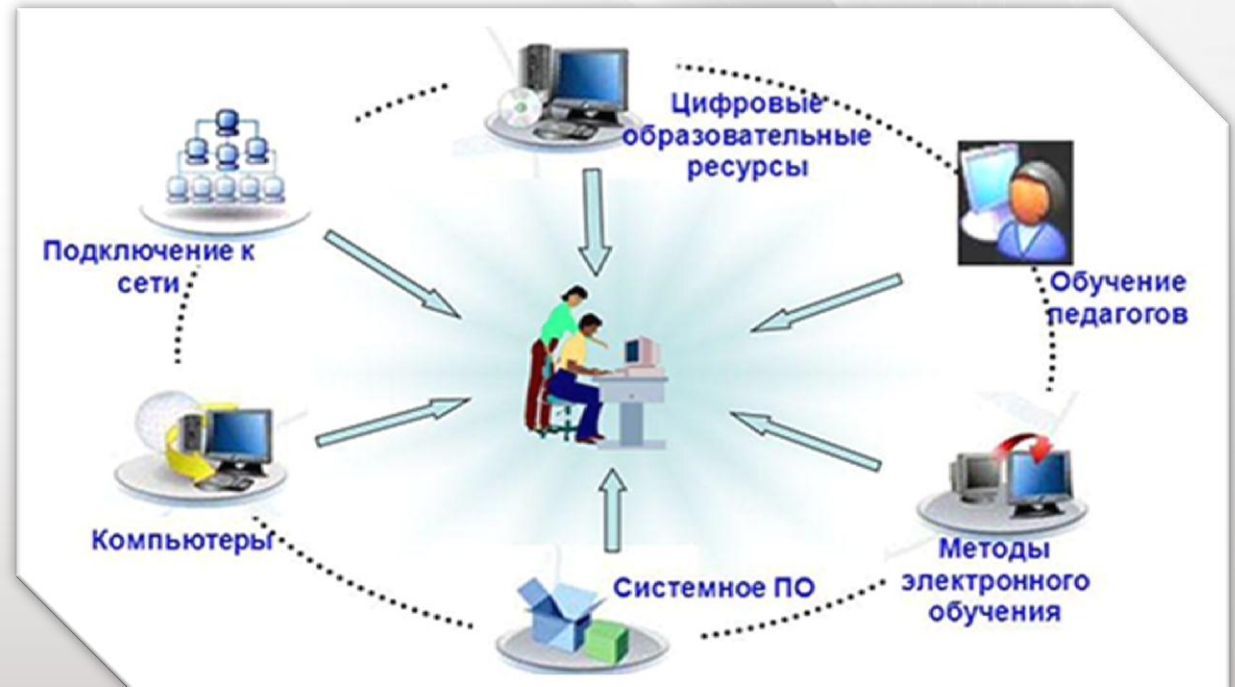 Цифровые
образовательные
ресурсы
Подключение к
сети
Обучение
педагогов
Компьютеры
Системное ПО
Методы
электронного
обучения